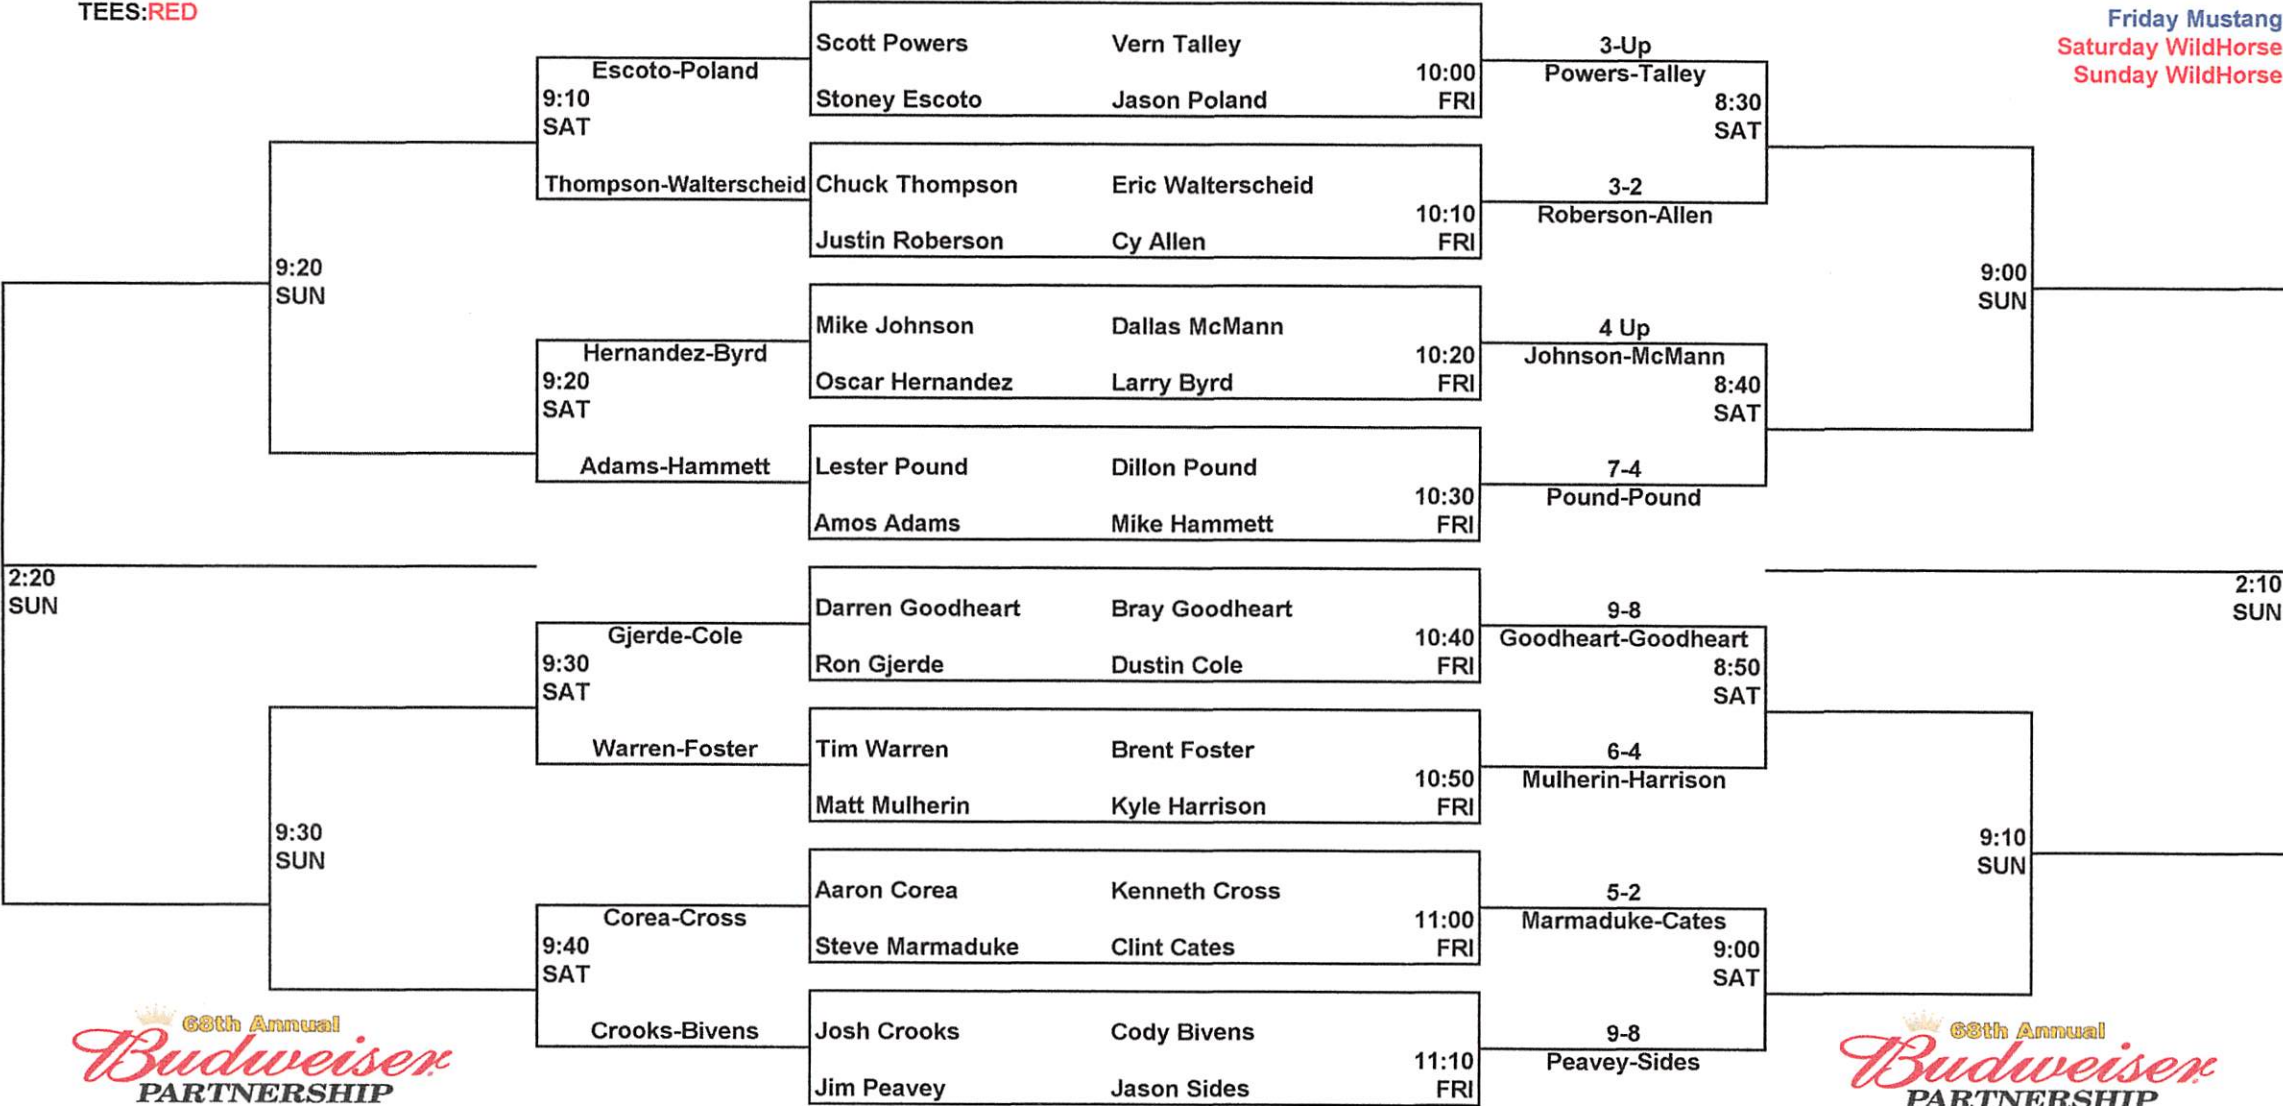 TEES:RED
Friday Mustang
Saturday WildHorse
Sunday WildHorse
Scott Powers Vern Talley
10:00
Stoney Escoto Jason Poland FRI
Escoto-Poland
9:10
SAT
Thompson-Walterscheid
3-Up
Powers-Talley
8:30
SAT
Chuck Thompson Eric Walterscheid
10:10
Justin Roberson Cy Allen FRI
3-2
Roberson-Allen
9:20
SUN
9:00
SUN
Mike Johnson Dallas McMann
10:20
Oscar Hernandez Larry Byrd FRI
Hernandez-Byrd
9:20
SAT
Adams-Hammett
4 Up
Johnson-McMann
8:40
SAT
Lester Pound Dillon Pound
10:30
Amos Adams Mike Hammett FRI
7-4
Pound-Pound
2:20
SUN
2:10
SUN
Darren Goodheart Bray Goodheart
10:40
Ron Gjerde Dustin Cole FRI
Gjerde-Cole
9:30
SAT
Warren-Foster
9-8
Goodheart-Goodheart
8:50
SAT
Tim Warren Brent Foster
10:50
Matt Mulherin Kyle Harrison FRI
6-4
Mulherin-Harrison
9:30
SUN
9:10
SUN
Aaron Corea Kenneth Cross
11:00
Steve Marmaduke Clint Cates FRI
Corea-Cross
9:40
SAT
Crooks-Bivens
5-2
Marmaduke-Cates
9:00
SAT
Josh Crooks Cody Bivens
11:10
Jim Peavey Jason Sides FRI
9-8
Peavey-Sides
68th Annual
Budweiser
PARTNERSHIP
68th Annual
Budweiser
PARTNERSHIP